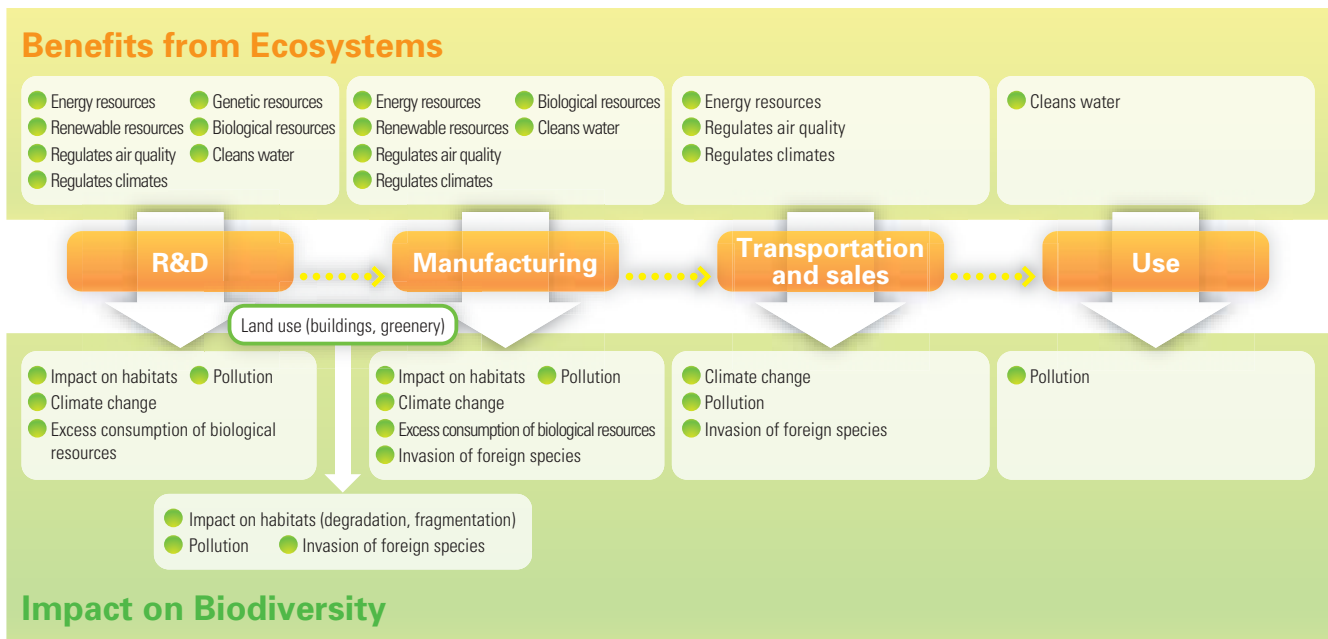 Benefits from Ecosystems
Energy resources
Renewable resources
Regulates air quality
Regulates climates
Genetic resources
Biological resources
Cleans water
Energy resources
Renewable resources
Regulates air quality
Regulates climates
Biological resources
Cleans water
Energy resources
Regulates air quality
Regulates climates
Cleans water
R&D
Manufacturing
Transportation
and sales
Use
Land use (buildings, greenery)
Impact on habitats
Pollution
Climate change
Excess consumption of biological
resources
Impact on habitats
Pollution
Climate change
Excess consumption of biological resources
Invasion of foreign species
Climate change
Pollution
Invasion of foreign species
Pollution
Impact on habitats (degradation, fragmentation)
Pollution
Invasion of foreign species
Impact on Biodiversity